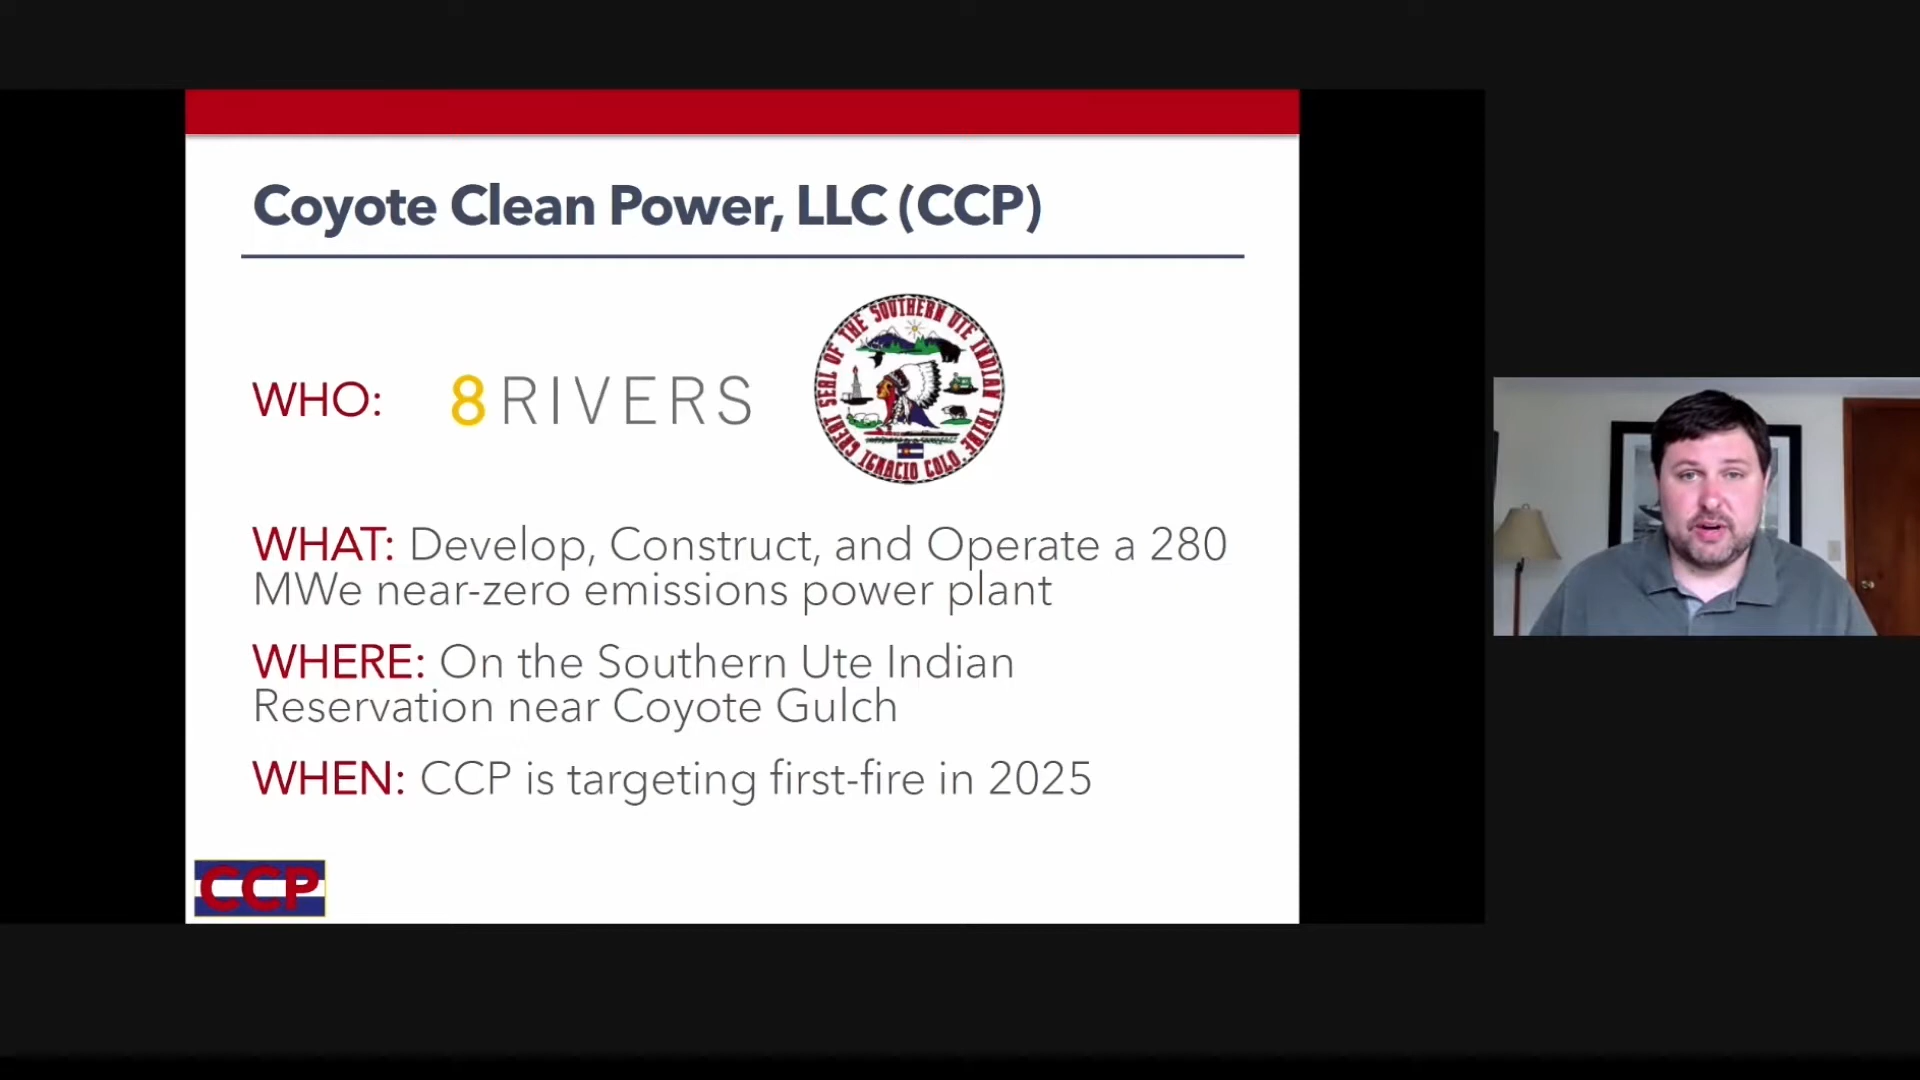 Coyote Clean Power, LLC (CCP)
WHO:
8 RIVERS
GREAT SEAL OF THE SOUTHERN UTE INDIAN TRIBE
IGNACIO COLO.
WHAT: Develop, Construct, and Operate a 280
MWe near-zero emissions power plant
WHERE: On the Southern Ute Indian
Reservation near Coyote Gulch
WHEN: CCP is targeting first-fire in 2025
CCP